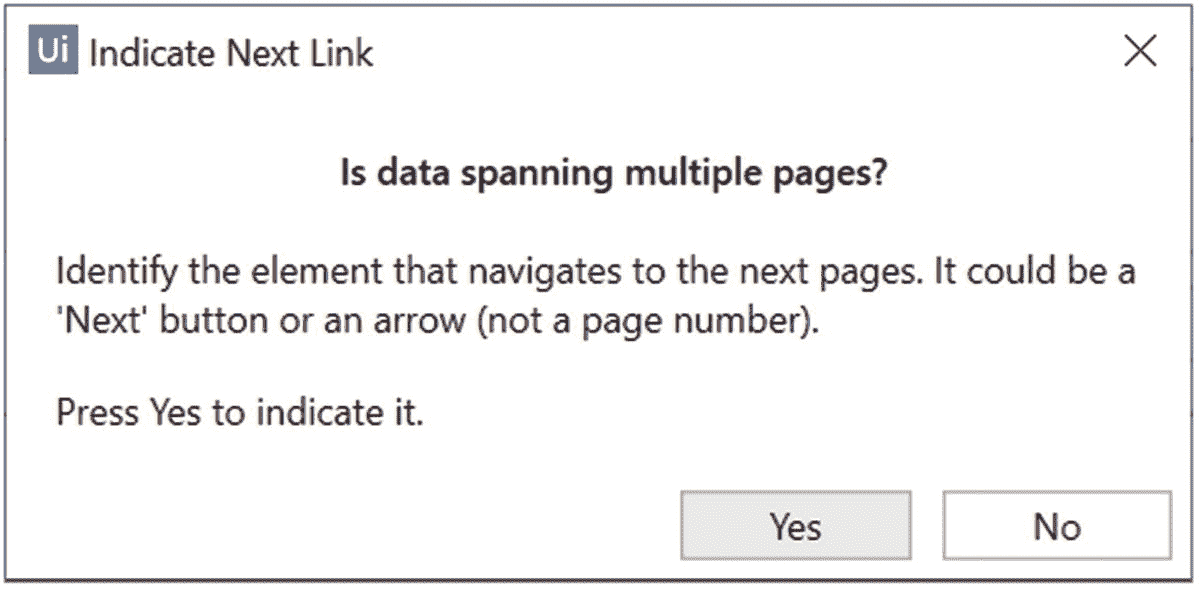 Ui Indicate Next Link
Is data spanning multiple pages?
Identify the element that navigates to the next pages. It could be a
'Next' button or an arrow (not a page number).
Press Yes to indicate it.
Yes No